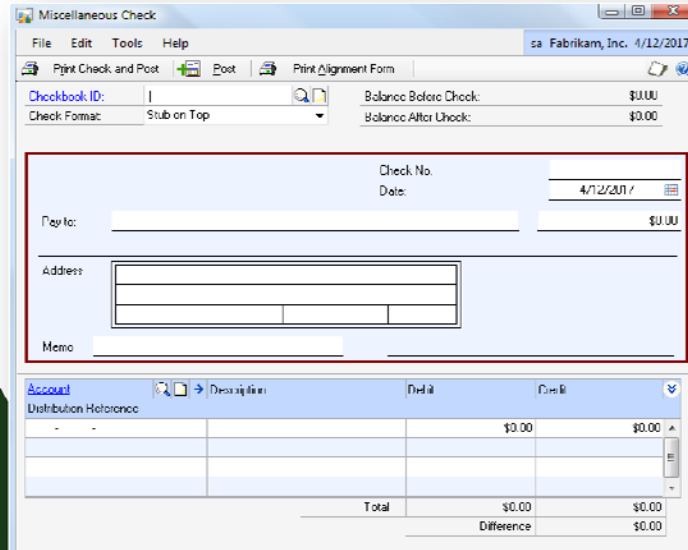 Miscellaneous Check
File Edit Tools Help sa Fabrikam, Inc. 4/12/2017
Print Check and Post Post Print Alignment Form
Checkbook ID: Balance Before Check: $0.00
Check Format: Stub on Top Balance After Check: $0.00
Check No.
Date: 4/12/2017
Pay to: $0.00
Address
Memo
Account Description Debit Credit
Distribution Reference
- - $0.00 $0.00
Total $0.00 $0.00
Difference $0.00